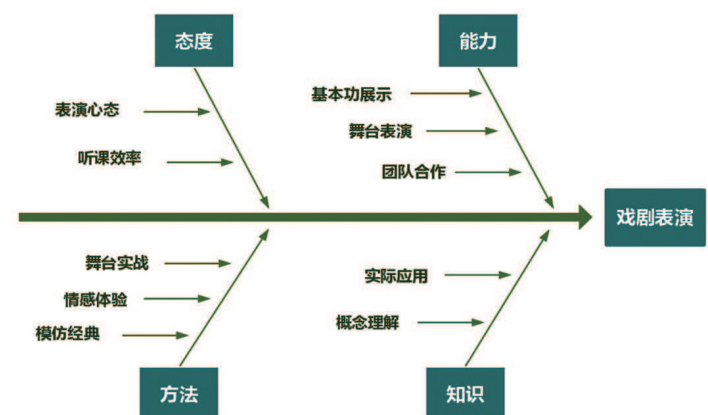 态度
能力
表演心态
听课效率
基本功展示
舞台表演
团队合作
戏剧表演
舞台实战
情感体验
模仿经典
实际应用
概念理解
方法
知识